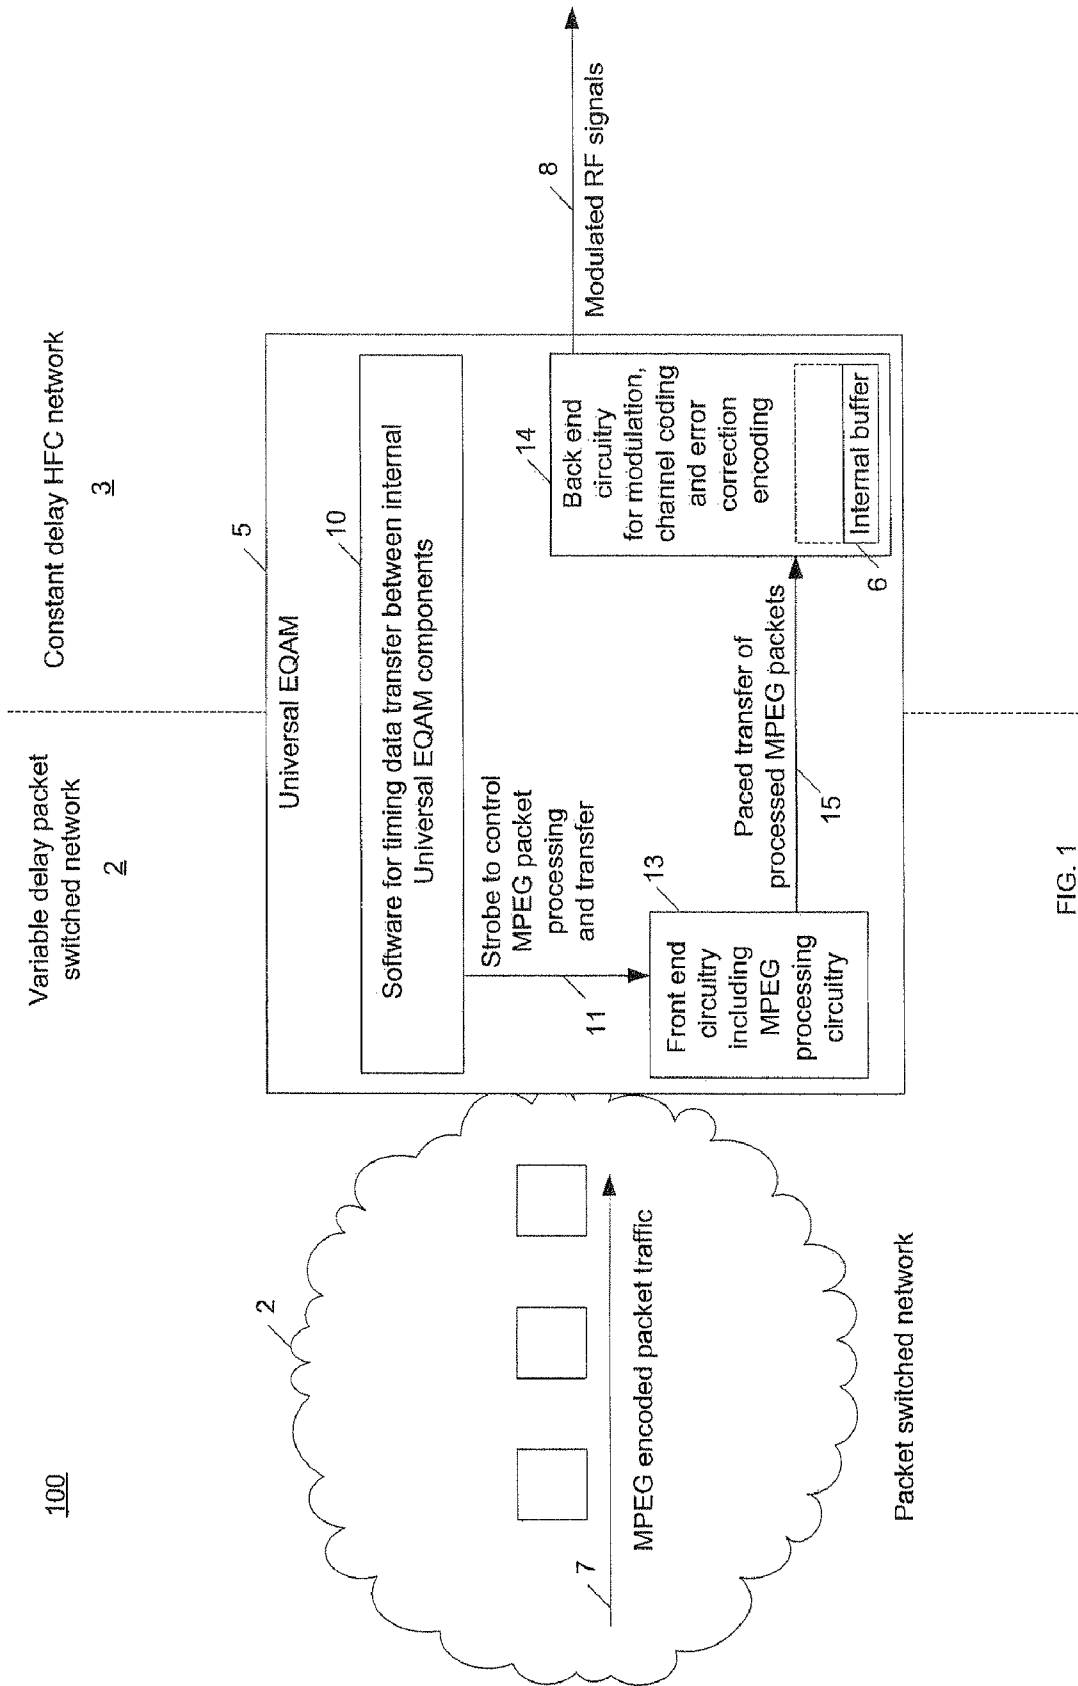 100
Variable delay packet
switched network
2
Constant delay HFC network
3
2
7
MPEG encoded packet traffic
Packet switched network
5
Universal EQAM
10
Software for timing data transfer between internal
Universal EQAM components
Strobe to control
MPEG packet
processing
and transfer
11
13
Front end
circuitry
including
MPEG
processing
circuitry
Paced transfer of
processed MPEG packets
15
14
Back end
circuitry
for modulation,
channel coding
and error
correction
encoding
Internal buffer
6
8
Modulated RF signals
FIG. 1